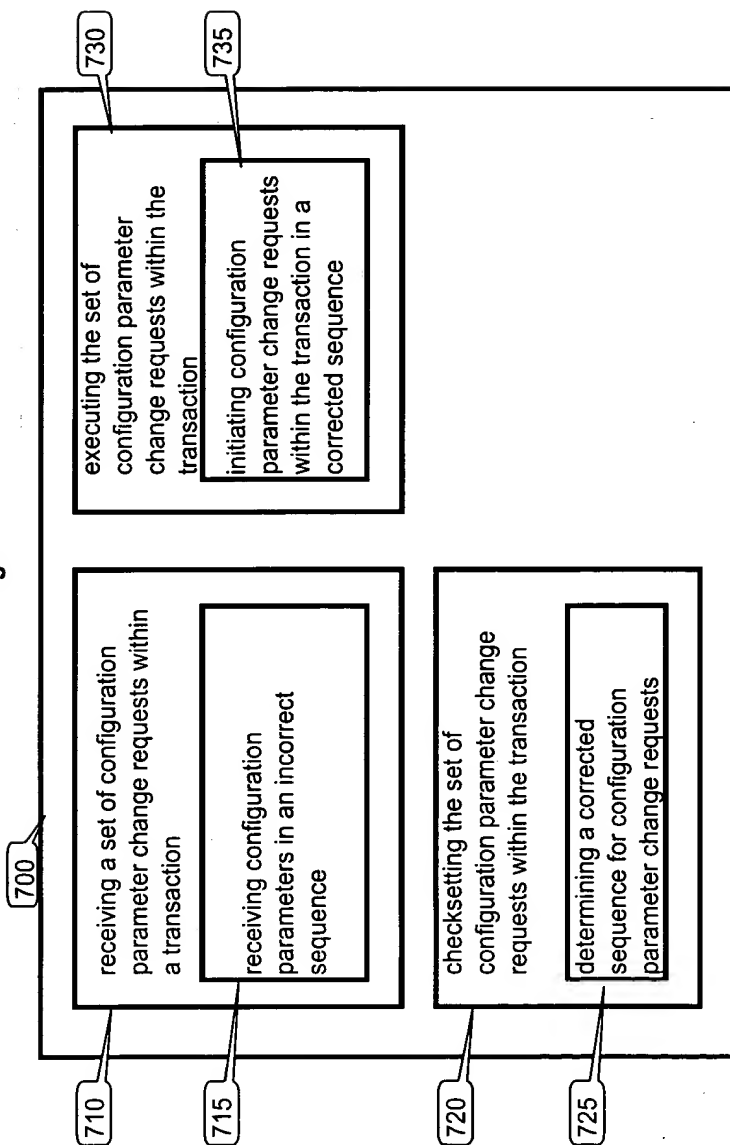 700
710
receiving a set of configuration
parameter change requests within
a transaction
715
receiving configuration
parameters in an incorrect
sequence
720
checksetting the set of
configuration parameter change
requests within the transaction
725
determining a corrected
sequence for configuration
parameter change requests
730
executing the set of
configuration parameter
change requests within the
transaction
735
initiating configuration
parameter change requests
within the transaction in a
corrected sequence